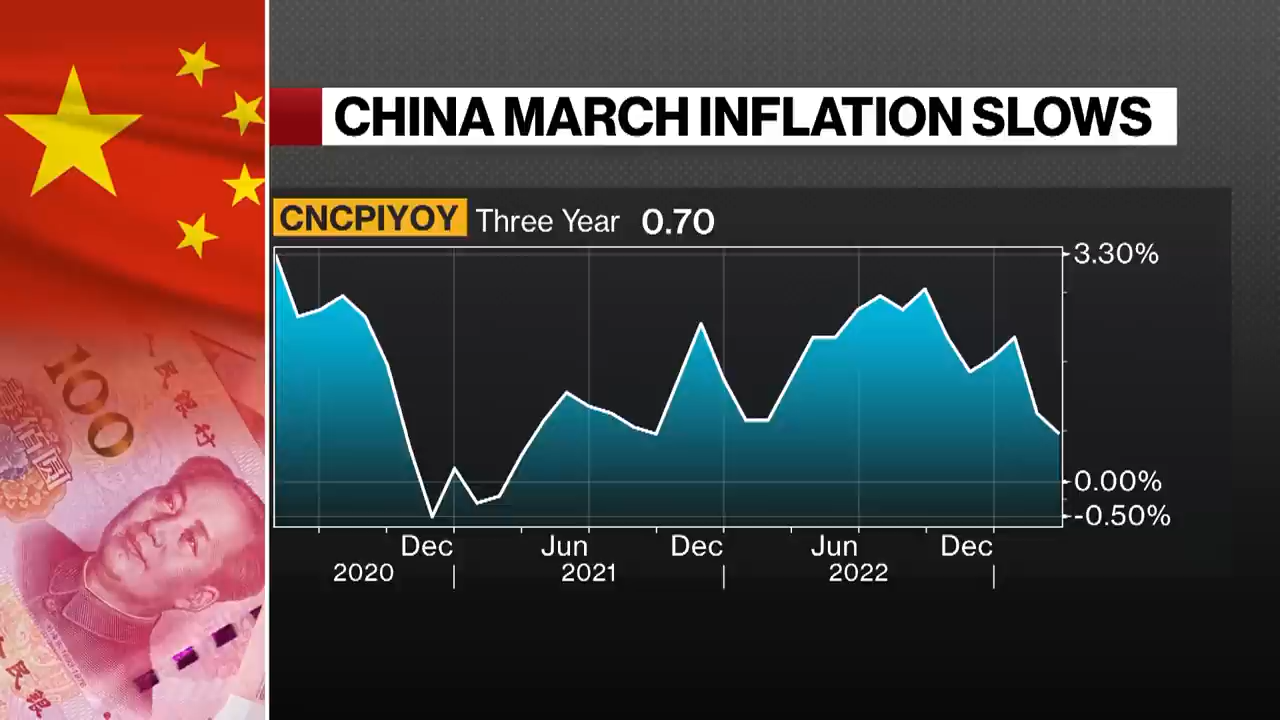 CHINA MARCH INFLATION SLOWS
CNCPIYOY Three Year 0.70
3.30%
0.00%
-0.50%
Dec Jun Dec Jun Dec
2020 2021 2022
100